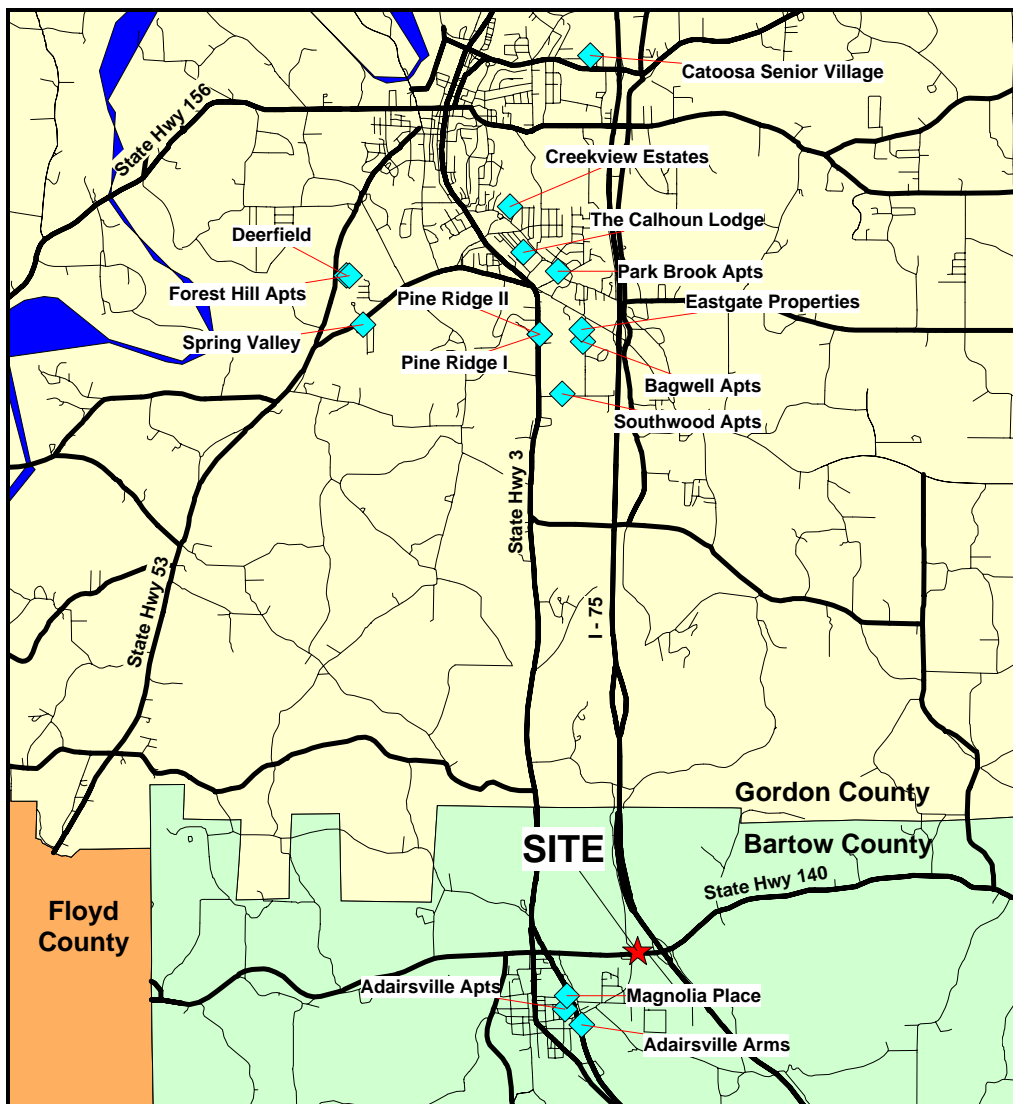 Catoosa Senior Village
State Hwy 156
Creekview Estates
The Calhoun Lodge
Deerfield
Park Brook Apts
Forest Hill Apts
Pine Ridge II
Eastgate Properties
Spring Valley
Pine Ridge I
Bagwell Apts
Southwood Apts
State Hwy 3
State Hwy 53
I - 75
Gordon County
SITE
Bartow County
State Hwy 140
Floyd
County
Adairsville Apts
Magnolia Place
Adairsville Arms